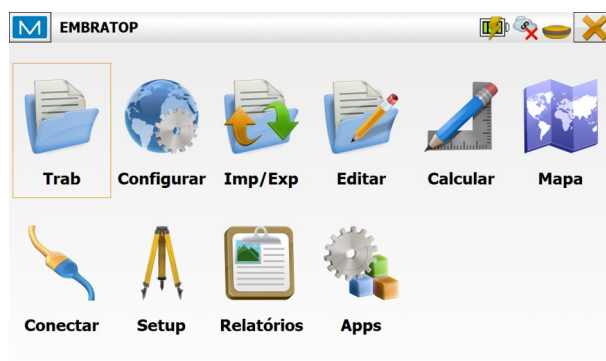 M EMBRATOP
Trab Configurar Imp/Exp Editar Calcular Mapa
Conectar Setup Relatórios Apps